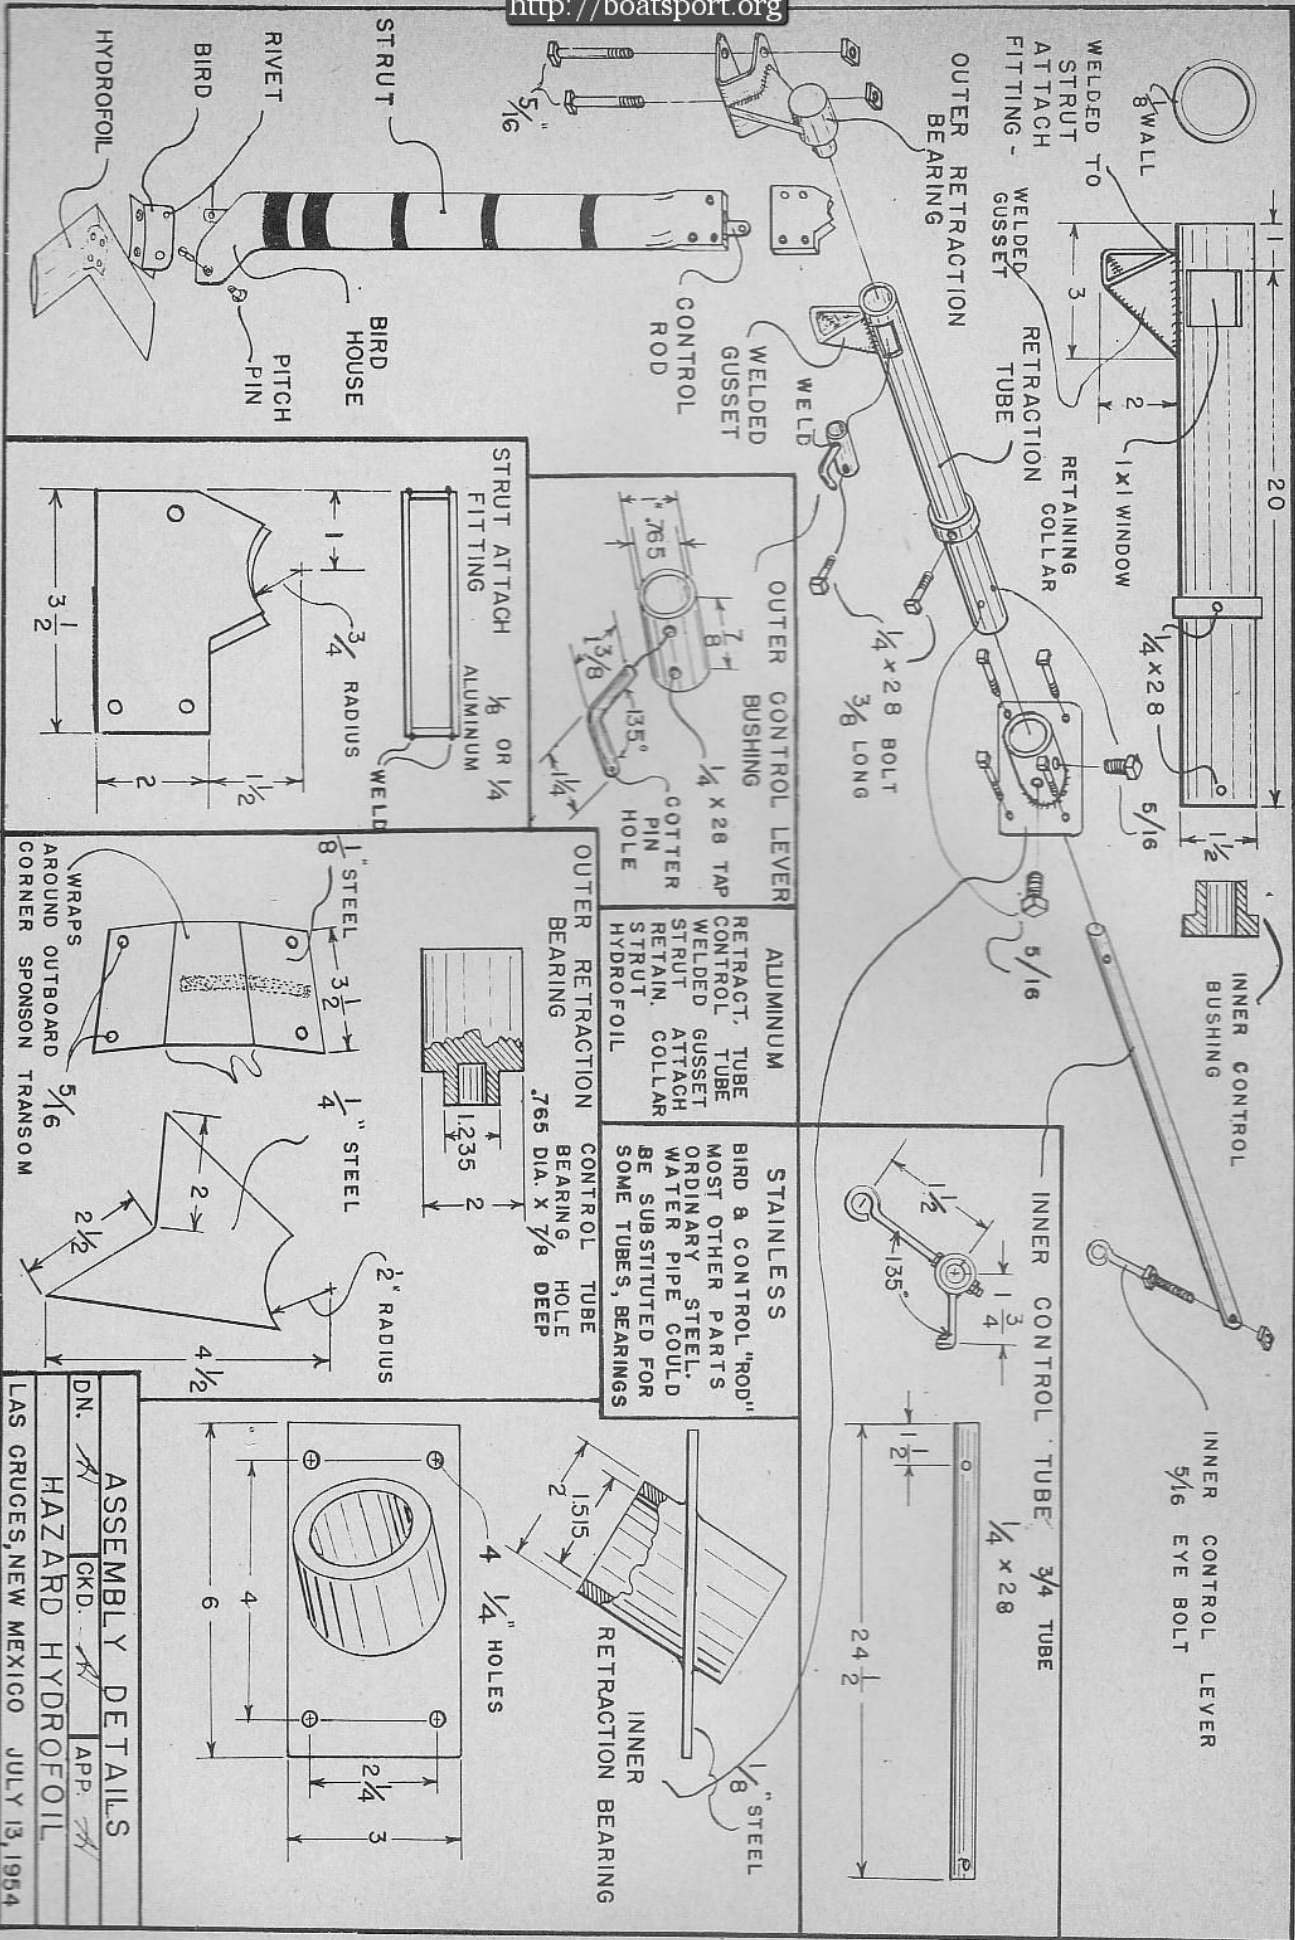 http://boatsport.org
1/8 WALL
WELDED TO
STRUT
ATTACH
FITTING -
WELDED
GUSSET
1
20
3
2
1x1 WINDOW
RETAINING
COLLAR
1/4 x 28
1 1/2
INNER CONTROL
BUSHING
OUTER RETRACTION
BEARING
RETRACTION
TUBE
5/16"
WELDED
GUSSET
WELD
1/4 x 28 BOLT
3/8 LONG
5/16
5/16
INNER CONTROL LEVER
5/16 EYE BOLT
STRUT
RIVET
BIRD
HYDROFOIL
CONTROL
ROD
BIRD
HOUSE
PITCH
PIN
OUTER CONTROL LEVER
BUSHING
1"
.765
7/8
1 3/8
135°
1 1/4
1/4 X 28 TAP
COTTER
PIN
HOLE
INNER CONTROL TUBE 3/4 TUBE
1/4 x 28
1 1/2
1 3/4
135°
1 1/2
24 1/2
ALUMINUM
RETRACT. TUBE
CONTROL TUBE
WELDED GUSSET
STRUT ATTACH
RETAIN. COLLAR
STRUT
HYDROFOIL
STAINLESS
BIRD & CONTROL "ROD"
MOST OTHER PARTS
ORDINARY STEEL.
WATER PIPE COULD
BE SUBSTITUTED FOR
SOME TUBES, BEARINGS
STRUT ATTACH
FITTING
1/8 OR 1/4
ALUMINUM
WELD
1
3/4 RADIUS
3 1/2
2
1 1/2
OUTER RETRACTION
BEARING
CONTROL TUBE
BEARING HOLE
.765 DIA. X 7/8 DEEP
1.235
2
1/8" STEEL
3 1/2
WRAPS
AROUND OUTBOARD
CORNER SPONSON TRANSOM
5/16
1/4" STEEL
2
2 1/2
1/2" RADIUS
4 1/2
1.515
2
1/8" STEEL
INNER
RETRACTION BEARING
4 1/4" HOLES
4
6
2 1/4
3
ASSEMBLY DETAILS
DN.
CKD.
APP.
HAZARD HYDROFOIL
LAS CRUCES, NEW MEXICO JULY 13, 1954